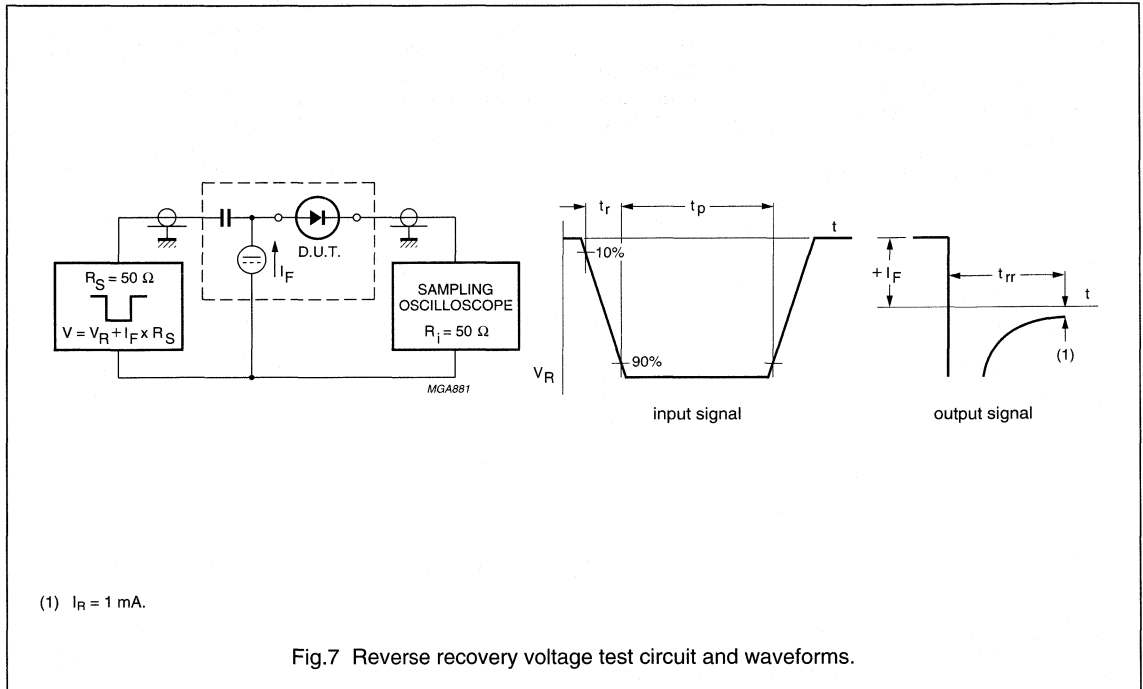 R_S = 50 Ω
V = V_R + I_F x R_S
I_F
D.U.T.
SAMPLING
OSCILLOSCOPE
R_i = 50 Ω
MGA881
t_r
t_p
t
10%
90%
V_R
input signal
+ I_F
t_rr
t
(1)
output signal
(1) I_R = 1 mA.
Fig.7 Reverse recovery voltage test circuit and waveforms.